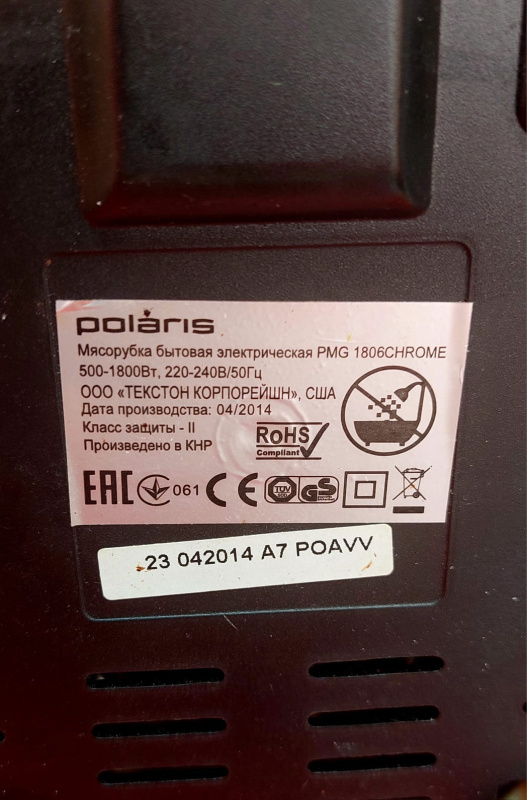 polaris
Мясорубка бытовая электрическая PMG 1806CHROME
500-1800Вт, 220-240В/50Гц
ООО «ТЕКСТОН КОРПОРЕЙШН», США
Дата производства: 04/2014
Класс защиты - II
Произведено в КНР
RoHS
Compliant
EAC 061 CE TÜV GS
23 042014 A7 POAVV